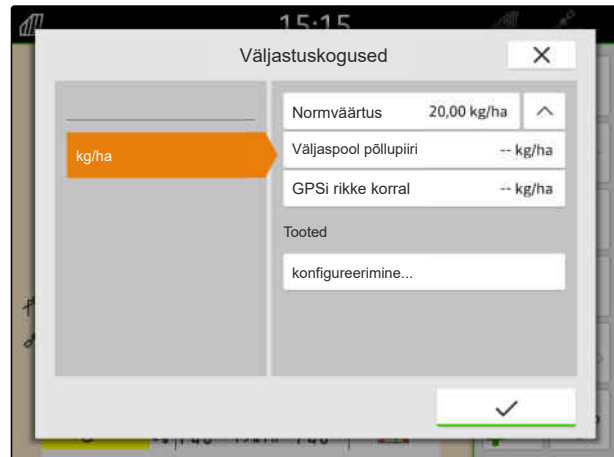 15:15
Väljastuskogused
Normväärtus 20,00 kg/ha
kg/ha
Väljaspool põllupiiri -- kg/ha
GPSi rikke korral -- kg/ha
Tooted
konfigureerimine...